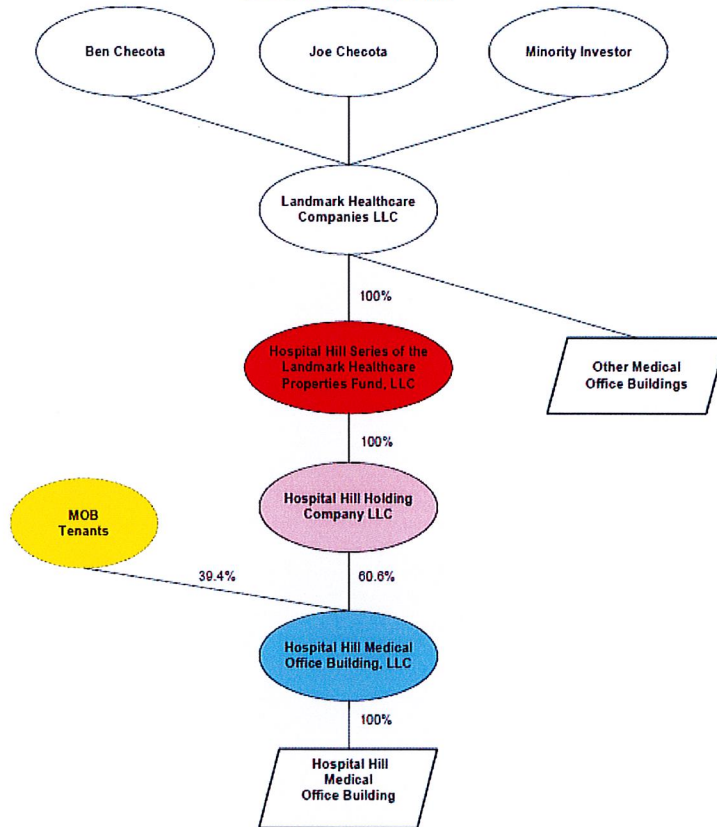 Ben Checota
Joe Checota
Minority Investor
Landmark Healthcare
Companies LLC
100%
Hospital Hill Series of the
Landmark Healthcare
Properties Fund, LLC
Other Medical
Office Buildings
100%
MOB
Tenants
Hospital Hill Holding
Company LLC
39.4%
60.6%
Hospital Hill Medical
Office Building, LLC
100%
Hospital Hill
Medical
Office Building